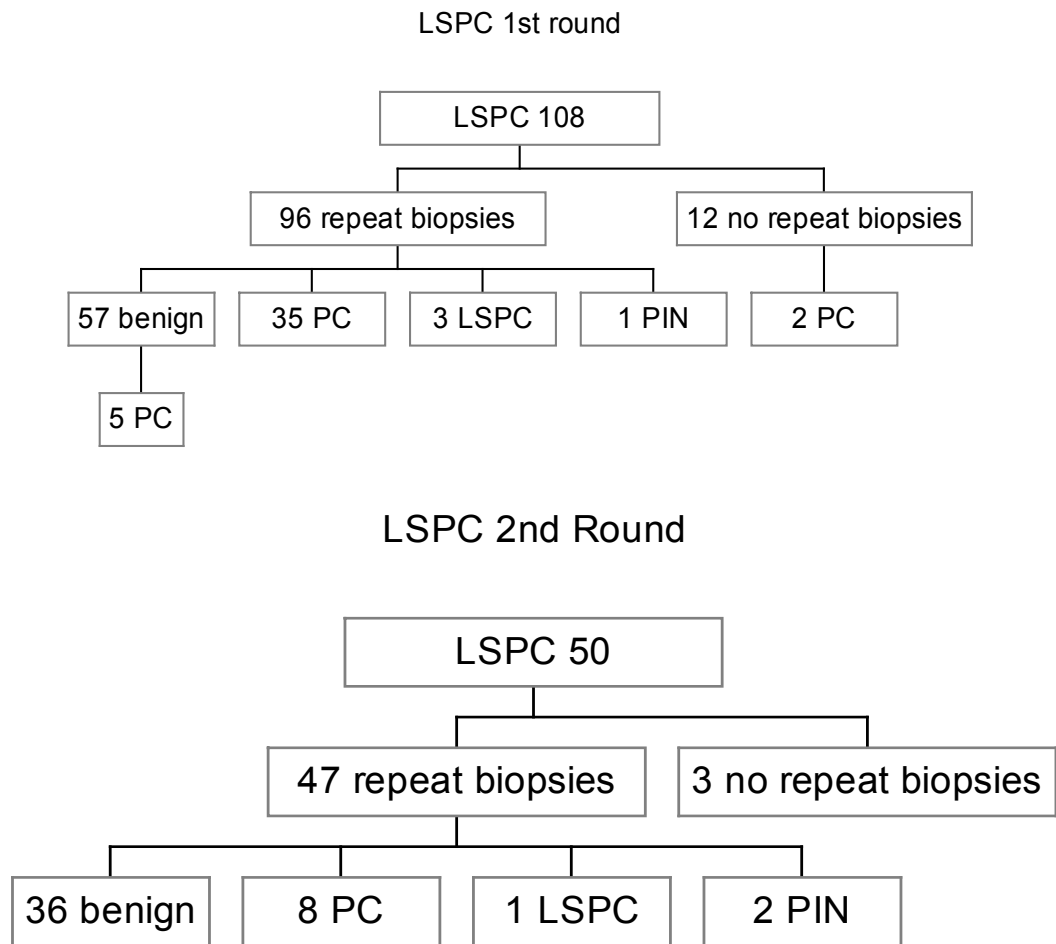 LSPC 1st round
LSPC 108
96 repeat biopsies
12 no repeat biopsies
57 benign
35 PC
3 LSPC
1 PIN
2 PC
5 PC
LSPC 2nd Round
LSPC 50
47 repeat biopsies
3 no repeat biopsies
36 benign
8 PC
1 LSPC
2 PIN